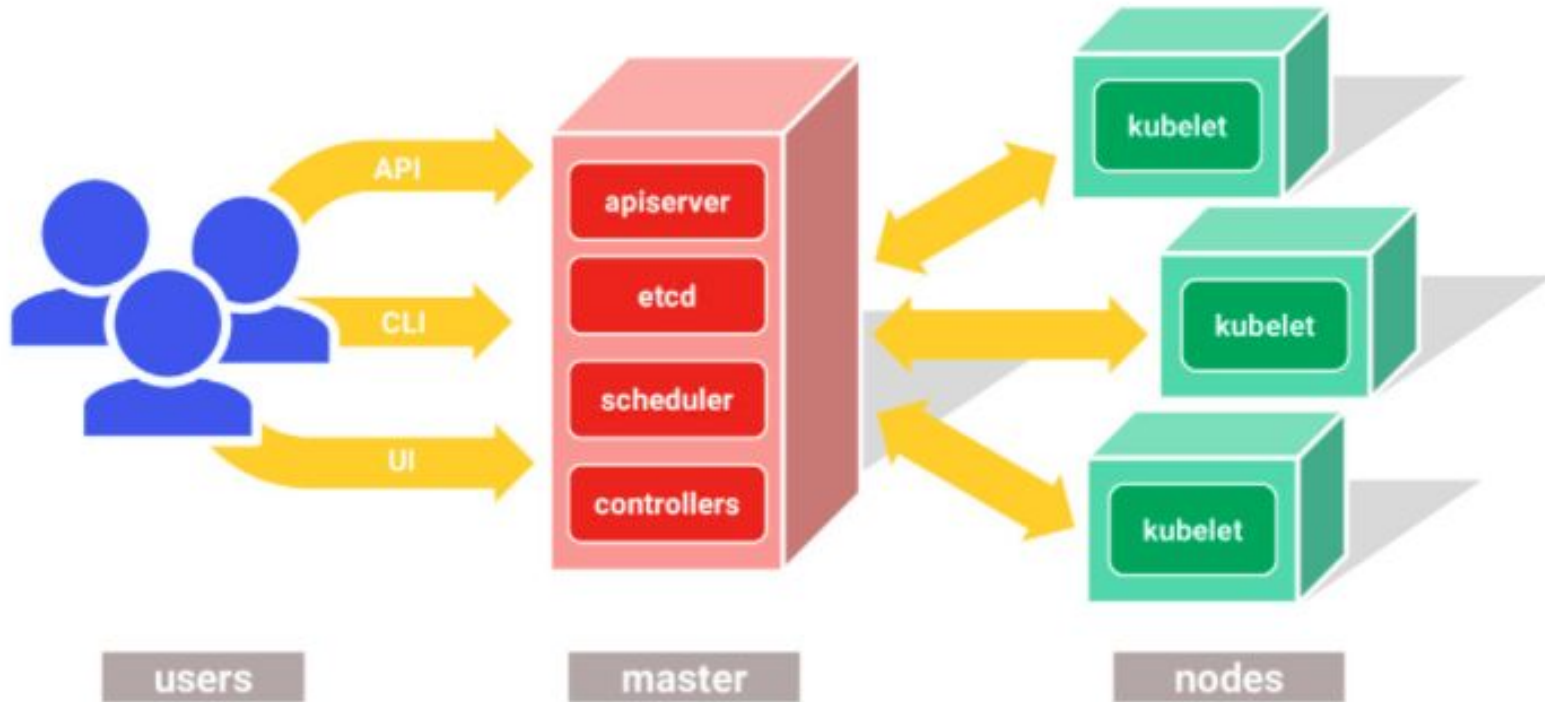 API
CLI
UI
apiserver
etcd
scheduler
controllers
kubelet
kubelet
kubelet
users
master
nodes